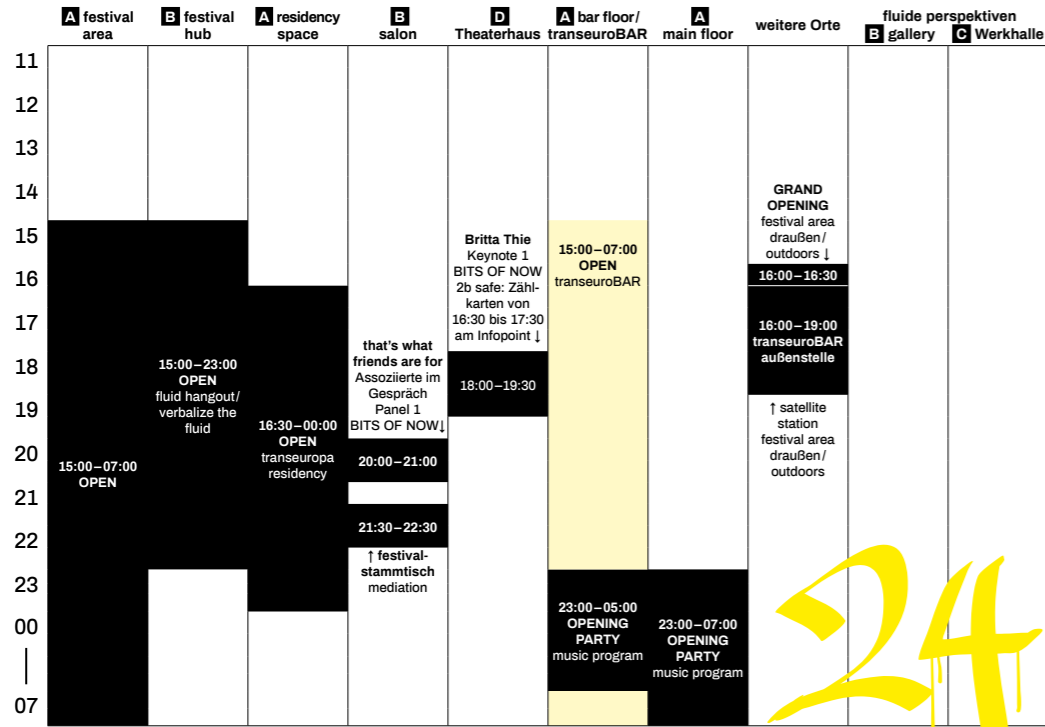 A festival
area
B festival
hub
A residency
space
B
salon
D
Theaterhaus
A bar floor/
transeuroBAR
A
main floor
weitere Orte
fluide perspektiven
B gallery
C Werkhalle
11
12
13
14
15
16
17
18
19
20
21
22
23
00
07
15:00–07:00
OPEN
15:00–23:00
OPEN
fluid hangout/
verbalize the
fluid
16:30–00:00
OPEN
transeuropa
residency
that’s what
friends are for
Assoziierte im
Gespräch
Panel 1
BITS OF NOW↓
20:00–21:00
21:30–22:30
↑ festival-
stammtisch
mediation
Britta Thie
Keynote 1
BITS OF NOW
2b safe: Zähl-
karten von
16:30 bis 17:30
am Infopoint ↓
18:00–19:30
15:00–07:00
OPEN
transeuroBAR
23:00–05:00
OPENING
PARTY
music program
23:00–07:00
OPENING
PARTY
music program
GRAND
OPENING
festival area
draußen/
outdoors ↓
16:00–16:30
16:00–19:00
transeuroBAR
außenstelle
↑ satellite
station
festival area
draußen/
outdoors
24